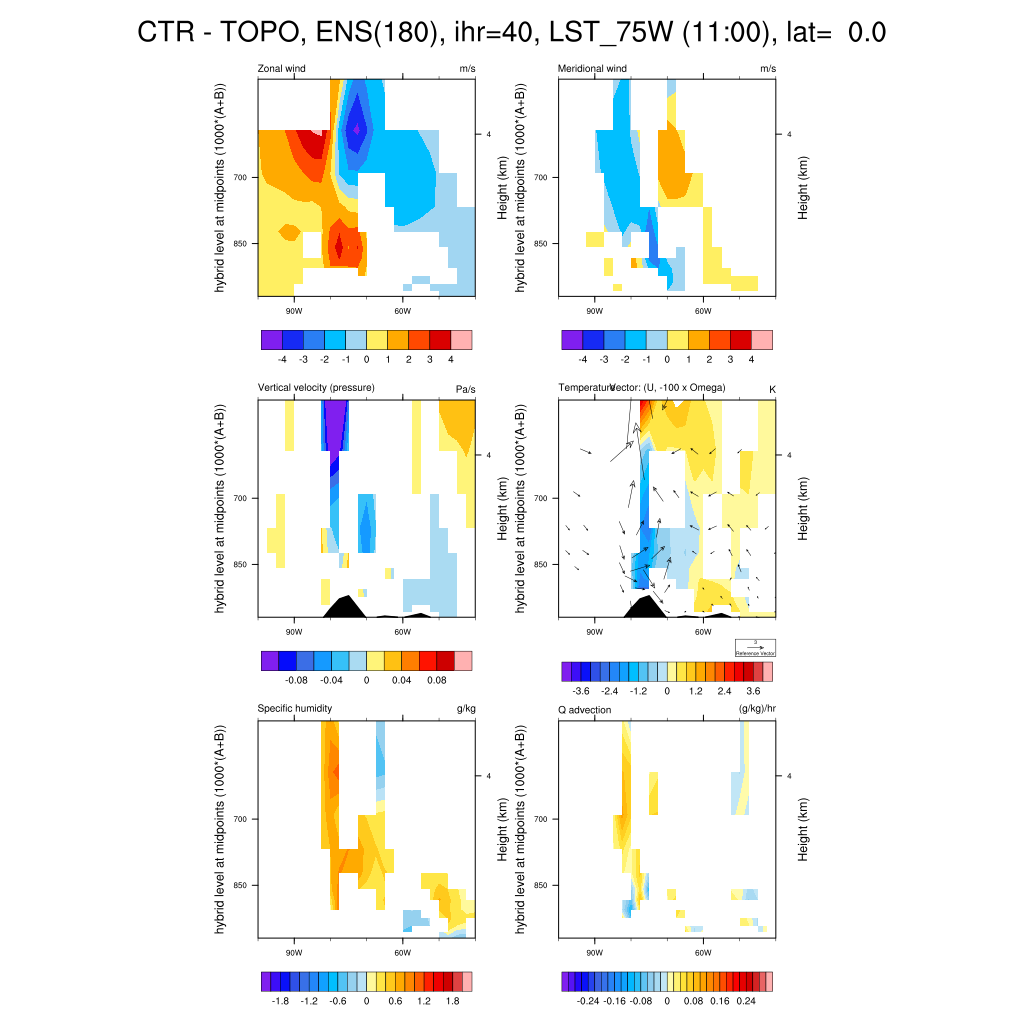 CTR - TOPO, ENS(180), ihr=40, LST_75W (11:00), lat= 0.0
Zonal wind m/s
hybrid level at midpoints (1000*(A+B))
700
850
4
Height (km)
90W 60W
-4 -3 -2 -1 0 1 2 3 4
Meridional wind m/s
hybrid level at midpoints (1000*(A+B))
700
850
4
Height (km)
90W 60W
-4 -3 -2 -1 0 1 2 3 4
Vertical velocity (pressure) Pa/s
hybrid level at midpoints (1000*(A+B))
700
850
4
Height (km)
90W 60W
-0.08 -0.04 0 0.04 0.08
Temperature Vector: (U, -100 x Omega) K
hybrid level at midpoints (1000*(A+B))
700
850
4
Height (km)
90W 60W
3
Reference Vector
-3.6 -2.4 -1.2 0 1.2 2.4 3.6
Specific humidity g/kg
hybrid level at midpoints (1000*(A+B))
700
850
4
Height (km)
90W 60W
-1.8 -1.2 -0.6 0 0.6 1.2 1.8
Q advection (g/kg)/hr
hybrid level at midpoints (1000*(A+B))
700
850
4
Height (km)
90W 60W
-0.24 -0.16 -0.08 0 0.08 0.16 0.24